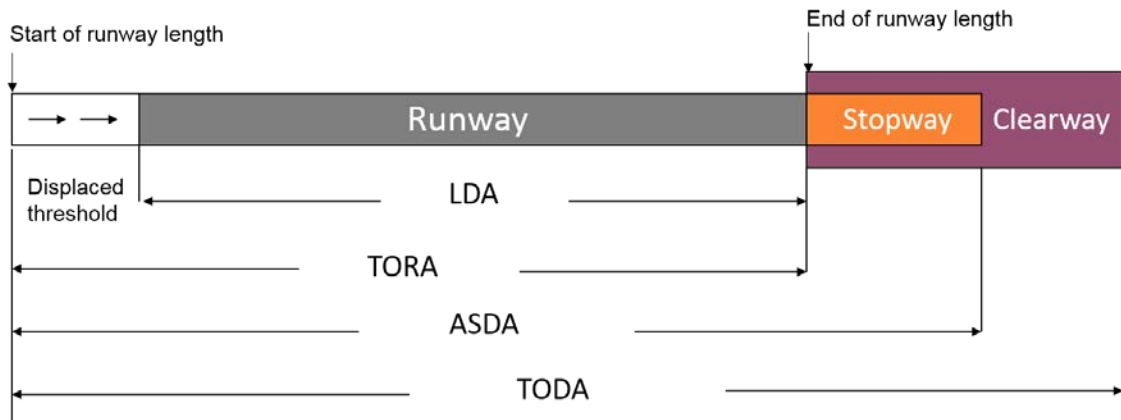 Start of runway length
End of runway length
Runway
Stopway
Clearway
Displaced
threshold
LDA
TORA
ASDA
TODA